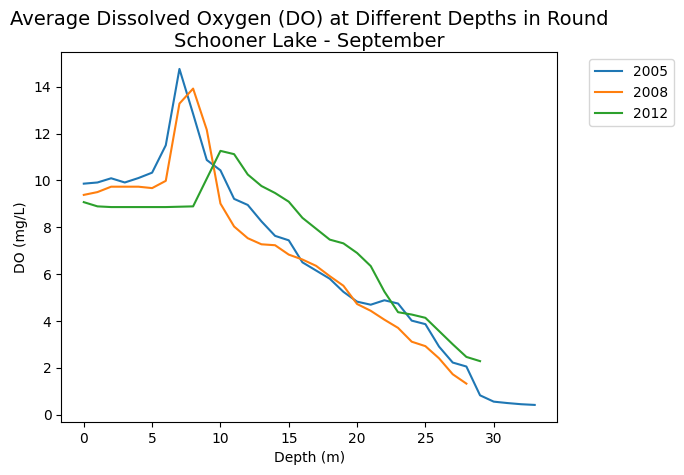 Average Dissolved Oxygen (DO) at Different Depths in Round
Schooner Lake - September
2005
2008
2012
14
12
10
8
6
4
2
0
DO (mg/L)
0 5 10 15 20 25 30
Depth (m)